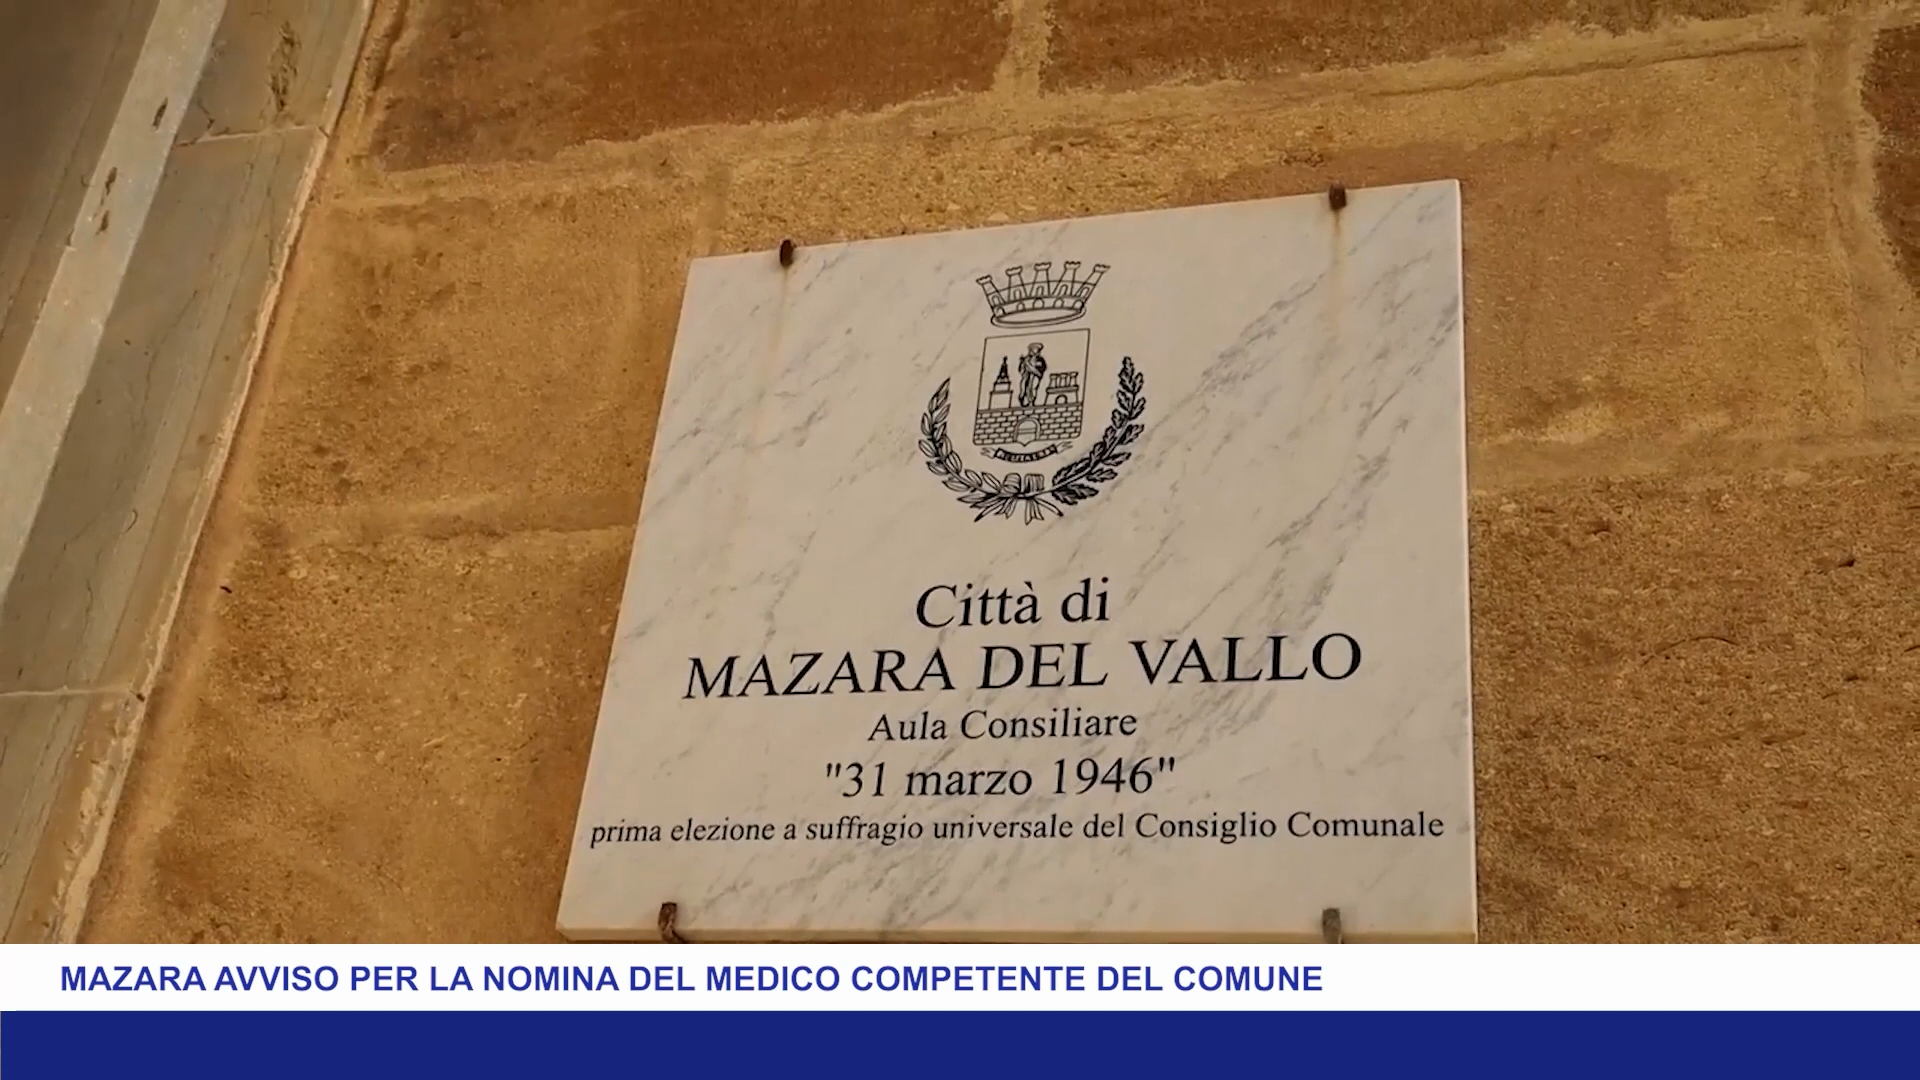 Città di
MAZARA DEL VALLO
Aula Consiliare
"31 marzo 1946"
prima elezione a suffragio universale del Consiglio Comunale
MAZARA AVVISO PER LA NOMINA DEL MEDICO COMPETENTE DEL COMUNE